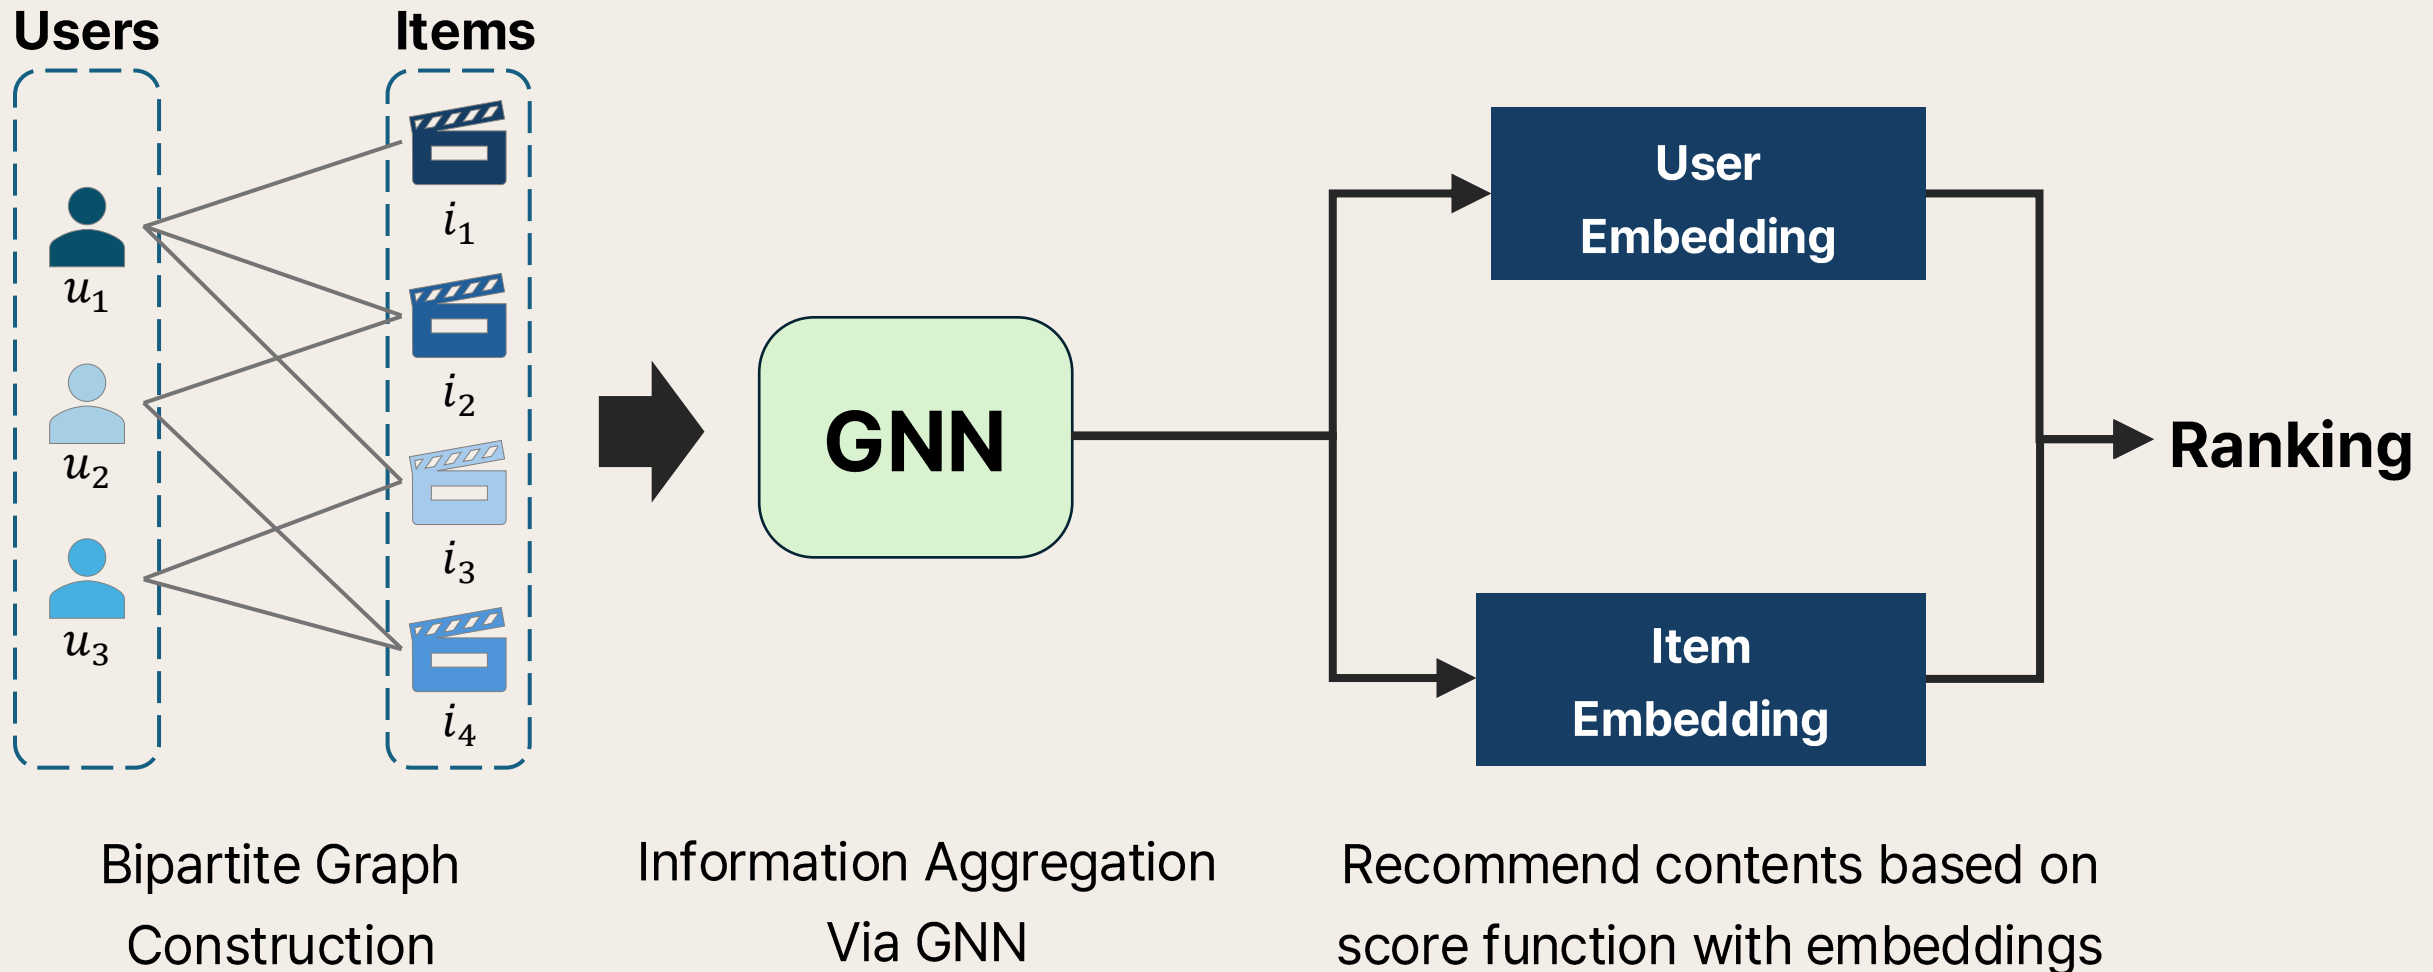 Users
Items
u₁
u₂
u₃
i₁
i₂
i₃
i₄
GNN
User
Embedding
Item
Embedding
Ranking
Bipartite Graph
Construction
Information Aggregation
Via GNN
Recommend contents based on
score function with embeddings